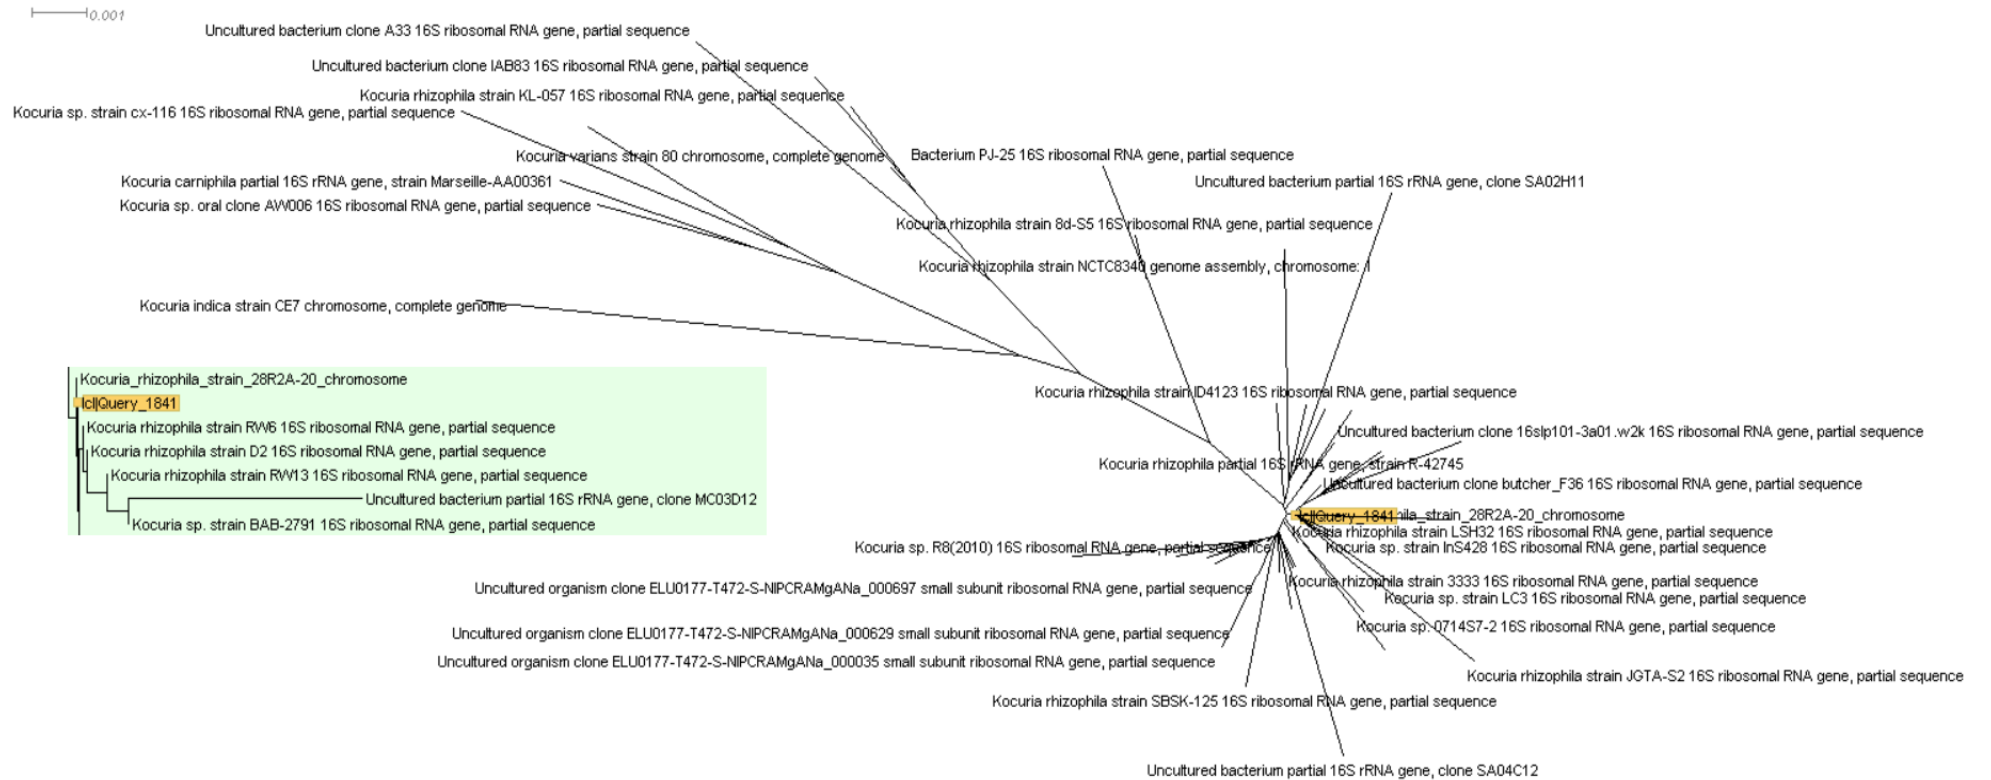 0.001
Uncultured bacterium clone A33 16S ribosomal RNA gene, partial sequence
Uncultured bacterium clone IAB83 16S ribosomal RNA gene, partial sequence
Kocuria rhizophila strain KL-057 16S ribosomal RNA gene, partial sequence
Kocuria sp. strain cx-116 16S ribosomal RNA gene, partial sequence
Kocuria varians strain 80 chromosome, complete genome
Bacterium PJ-25 16S ribosomal RNA gene, partial sequence
Kocuria carniphila partial 16S rRNA gene, strain Marseille-AA00361
Uncultured bacterium partial 16S rRNA gene, clone SA02H11
Kocuria sp. oral clone AW006 16S ribosomal RNA gene, partial sequence
Kocuria rhizophila strain 8d-S5 16S ribosomal RNA gene, partial sequence
Kocuria rhizophila strain NCTC8340 genome assembly, chromosome: 1
Kocuria indica strain CE7 chromosome, complete genome
Kocuria_rhizophila_strain_28R2A-20_chromosome
lcl|Query_1841
Kocuria rhizophila strain RW6 16S ribosomal RNA gene, partial sequence
Kocuria rhizophila strain D2 16S ribosomal RNA gene, partial sequence
Kocuria rhizophila strain RW13 16S ribosomal RNA gene, partial sequence
Uncultured bacterium partial 16S rRNA gene, clone MC03D12
Kocuria sp. strain BAB-2791 16S ribosomal RNA gene, partial sequence
Kocuria rhizophila strain ID4123 16S ribosomal RNA gene, partial sequence
Uncultured bacterium clone 16slp101-3a01.w2k 16S ribosomal RNA gene, partial sequence
Kocuria rhizophila partial 16S rRNA gene, strain R-42745
Uncultured bacterium clone butcher_F36 16S ribosomal RNA gene, partial sequence
lcl|Query_1841 hila_strain_28R2A-20_chromosome
Kocuria rhizophila strain LSH32 16S ribosomal RNA gene, partial sequence
Kocuria sp. R8(2010) 16S ribosomal RNA gene, partial sequence
Kocuria sp. strain InS428 16S ribosomal RNA gene, partial sequence
Kocuria rhizophila strain 3333 16S ribosomal RNA gene, partial sequence
Uncultured organism clone ELU0177-T472-S-NIPCRAMgANa_000697 small subunit ribosomal RNA gene, partial sequence
Kocuria sp. strain LC3 16S ribosomal RNA gene, partial sequence
Kocuria sp. 0714S7-2 16S ribosomal RNA gene, partial sequence
Uncultured organism clone ELU0177-T472-S-NIPCRAMgANa_000629 small subunit ribosomal RNA gene, partial sequence
Uncultured organism clone ELU0177-T472-S-NIPCRAMgANa_000035 small subunit ribosomal RNA gene, partial sequence
Kocuria rhizophila strain JGTA-S2 16S ribosomal RNA gene, partial sequence
Kocuria rhizophila strain SBSK-125 16S ribosomal RNA gene, partial sequence
Uncultured bacterium partial 16S rRNA gene, clone SA04C12